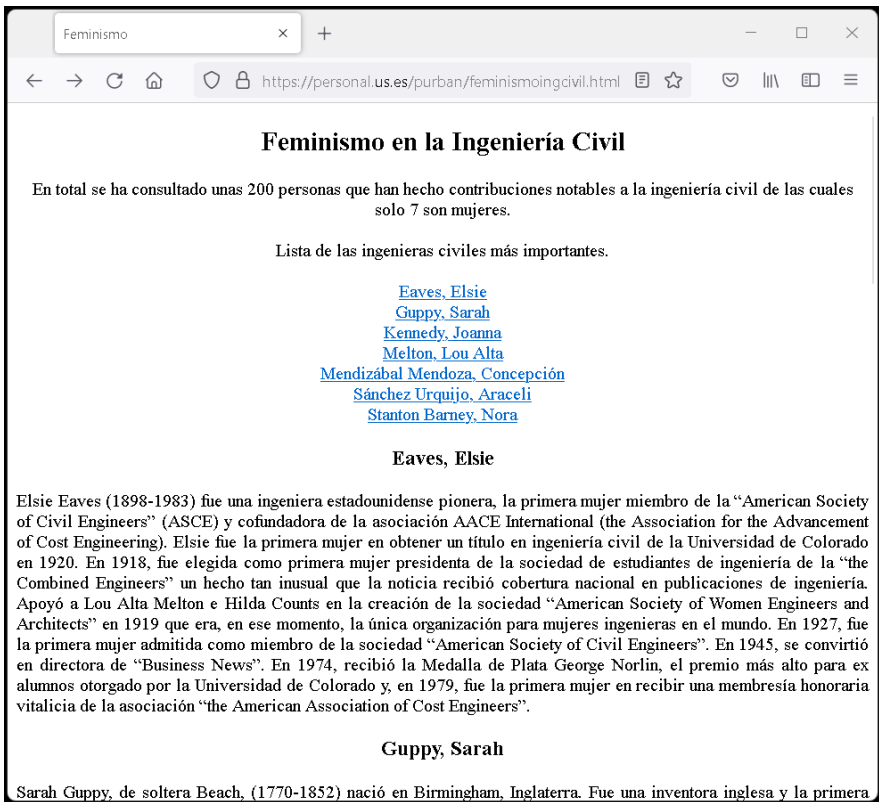 Feminismo
https://personal.us.es/purban/feminismoingcivil.html
Feminismo en la Ingeniería Civil
En total se ha consultado unas 200 personas que han hecho contribuciones notables a la ingeniería civil de las cuales
solo 7 son mujeres.
Lista de las ingenieras civiles más importantes.
Eaves, Elsie
Guppy, Sarah
Kennedy, Joanna
Melton, Lou Alta
Mendizábal Mendoza, Concepción
Sánchez Urquijo, Araceli
Stanton Barney, Nora
Eaves, Elsie
Elsie Eaves (1898-1983) fue una ingeniera estadounidense pionera, la primera mujer miembro de la “American Society
of Civil Engineers” (ASCE) y cofundadora de la asociación AACE International (the Association for the Advancement
of Cost Engineering). Elsie fue la primera mujer en obtener un título en ingeniería civil de la Universidad de Colorado
en 1920. En 1918, fue elegida como primera mujer presidenta de la sociedad de estudiantes de ingeniería de la “the
Combined Engineers” un hecho tan inusual que la noticia recibió cobertura nacional en publicaciones de ingeniería.
Apoyó a Lou Alta Melton e Hilda Counts en la creación de la sociedad “American Society of Women Engineers and
Architects” en 1919 que era, en ese momento, la única organización para mujeres ingenieras en el mundo. En 1927, fue
la primera mujer admitida como miembro de la sociedad “American Society of Civil Engineers”. En 1945, se convirtió
en directora de “Business News”. En 1974, recibió la Medalla de Plata George Norlin, el premio más alto para ex
alumnos otorgado por la Universidad de Colorado y, en 1979, fue la primera mujer en recibir una membresía honoraria
vitalicia de la asociación “the American Association of Cost Engineers”.
Guppy, Sarah
Sarah Guppy, de soltera Beach, (1770-1852) nació en Birmingham, Inglaterra. Fue una inventora inglesa y la primera